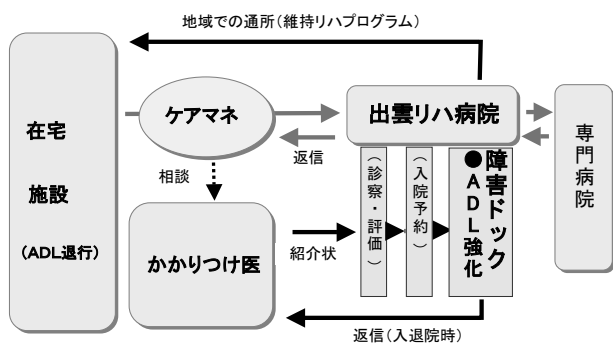 地域での通所（維持リハプログラム）
在宅
施設
（ADL退行）
ケアマネ
出雲リハ病院
専門病院
返信
相談
かかりつけ医
紹介状
（診察・評価）
（入院予約）
障害ドック
●ADL強化
返信（入退院時）